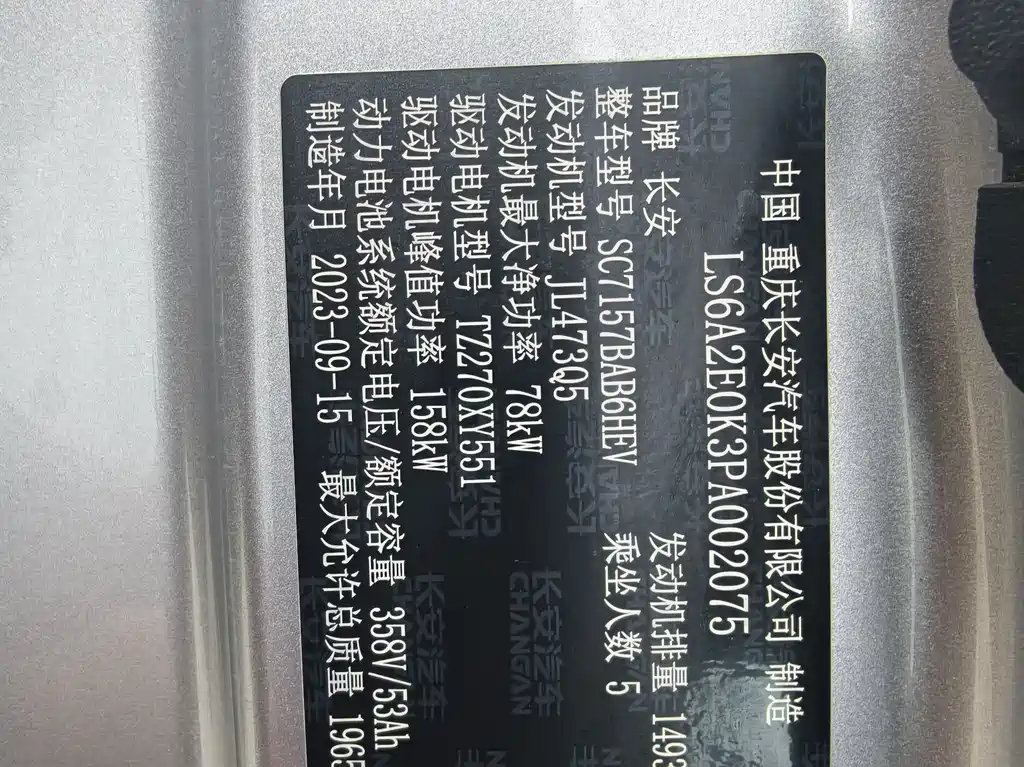 中国 重庆长安汽车股份有限公司 制造
LS6A2E0K3PA002075
品牌 长安 发动机排量 1493
整车型号 SC7157BAB6HEV 乘坐人数 5
发动机型号 JL473Q5
发动机最大净功率 78kW
驱动电机型号 TZ270XY551
驱动电机峰值功率 158kW
动力电池系统额定电压/额定容量 358V/53Ah
制造年月 2023-09-15 最大允许总质量 1965
长安汽车
CHANGAN